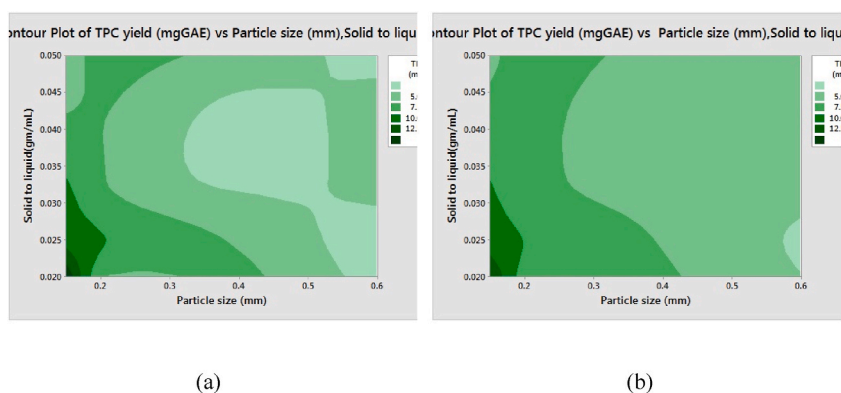 ontour Plot of TPC yield (mgGAE) vs Particle size (mm),Solid to liqu
0.050
0.045
0.040
0.035
0.030
0.025
0.020
Solid to liquid(gm/mL)
0.2
0.3
0.4
0.5
0.6
Particle size (mm)
T
(m
5.
7.
10.
12.
(a)
ontour Plot of TPC yield (mgGAE) vs Particle size (mm),Solid to liqu
0.050
0.045
0.040
0.035
0.030
0.025
0.020
Solid to liquid(gm/mL)
0.2
0.3
0.4
0.5
0.6
Particle size (mm)
T
(m
5.
7.
10.
12.
(b)